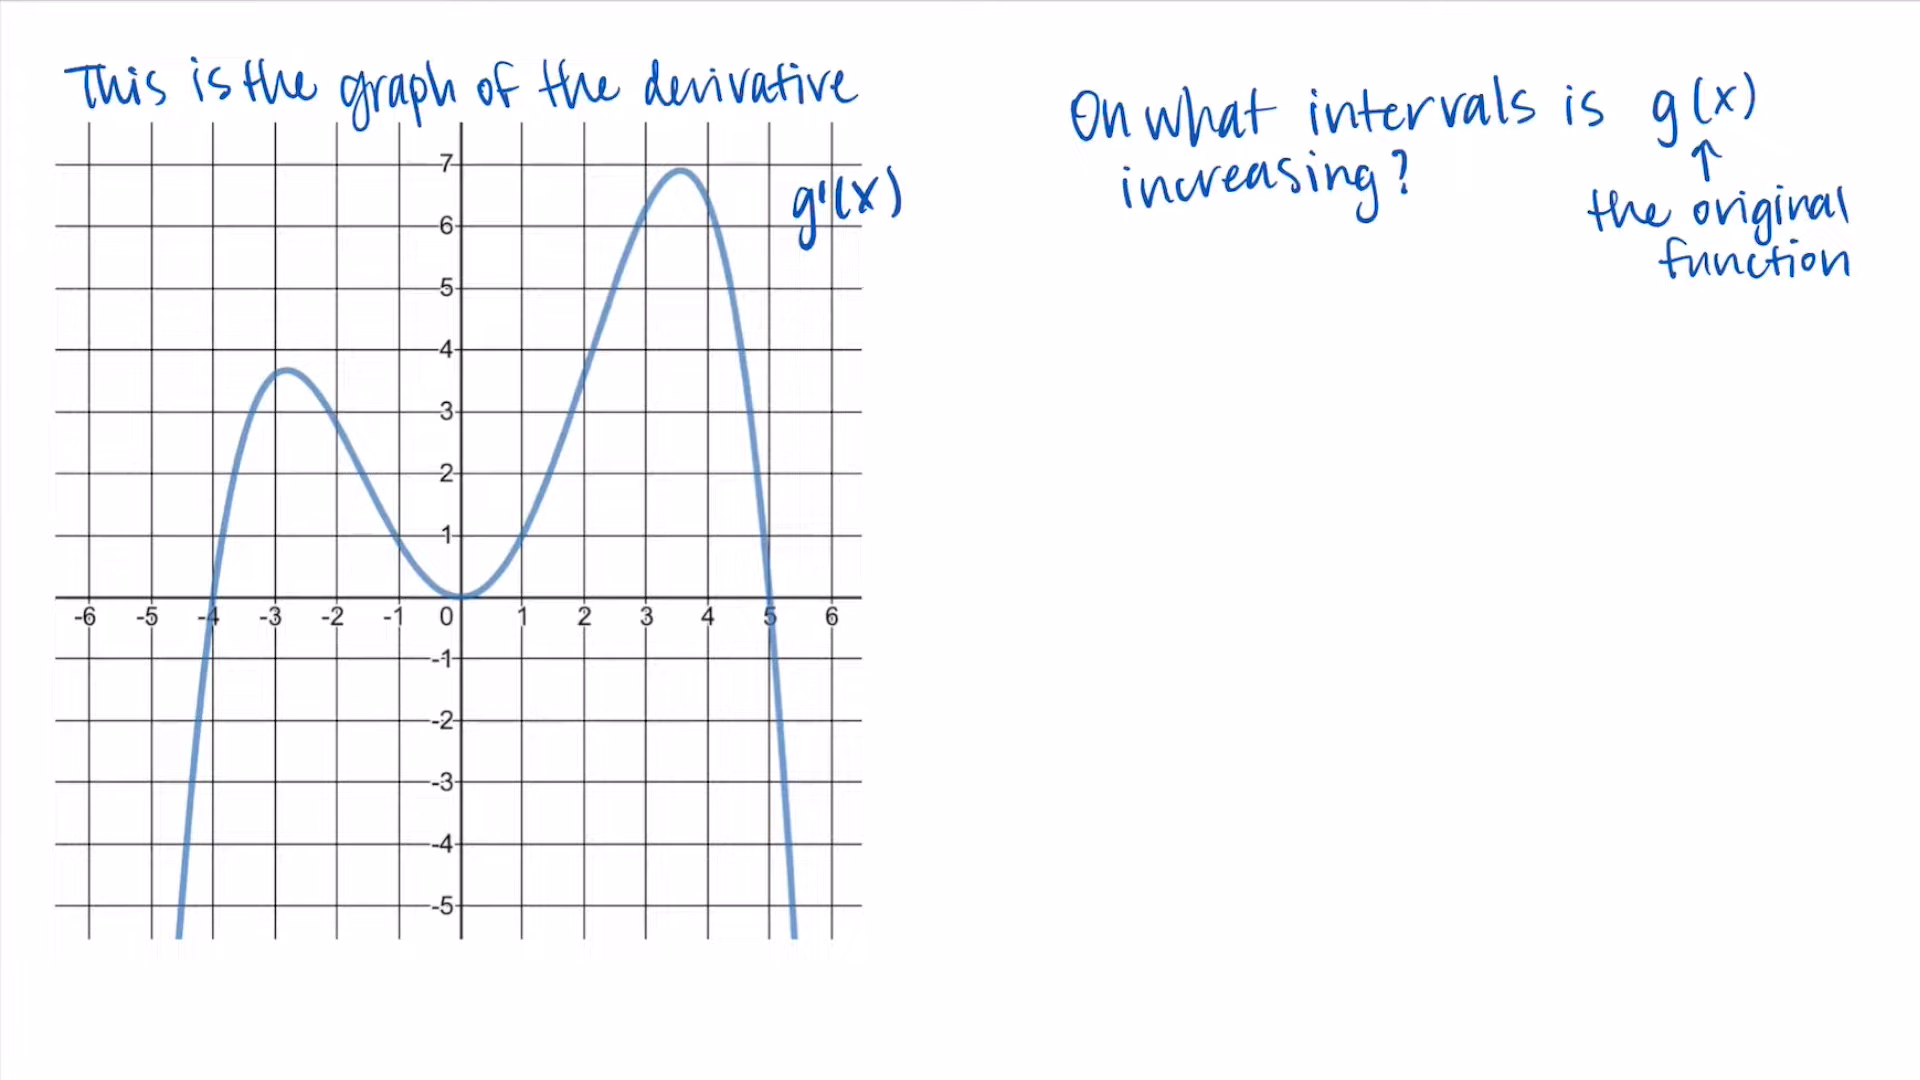 This is the graph of the derivative
g'(x)
7
6
5
4
3
2
1
-6 -5 -4 -3 -2 -1 0 1 2 3 4 5 6
-1
-2
-3
-4
-5
On what intervals is g(x)
increasing?
↑
the original
function